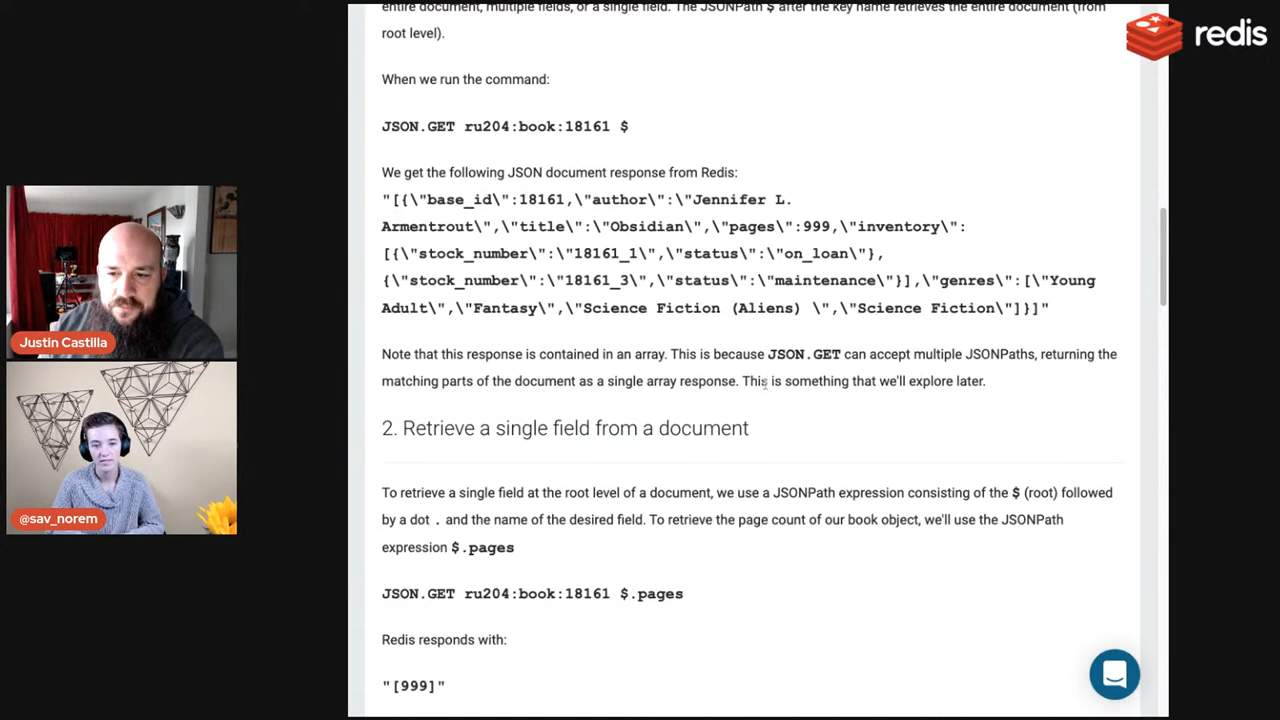 entire document, multiple fields, or a single field. The JSONPath $ after the key name retrieves the entire document (from
root level).
redis
When we run the command:
JSON.GET ru204:book:18161 $
We get the following JSON document response from Redis:
"[{\"base_id\":18161,\"author\":\"Jennifer L.
Armentrout\",\"title\":\"Obsidian\",\"pages\":999,\"inventory\":
[{\"stock_number\":\"18161_1\",\"status\":\"on_loan\"},
{\"stock_number\":\"18161_3\",\"status\":\"maintenance\"}],\"genres\":[\"Young
Adult\",\"Fantasy\",\"Science Fiction (Aliens) \",\"Science Fiction\"]}]"
Justin Castilla
Note that this response is contained in an array. This is because JSON.GET can accept multiple JSONPaths, returning the
matching parts of the document as a single array response. This is something that we'll explore later.
2. Retrieve a single field from a document
To retrieve a single field at the root level of a document, we use a JSONPath expression consisting of the $ (root) followed
by a dot . and the name of the desired field. To retrieve the page count of our book object, we'll use the JSONPath
expression $.pages
@sav_norem
JSON.GET ru204:book:18161 $.pages
Redis responds with:
"[999]"